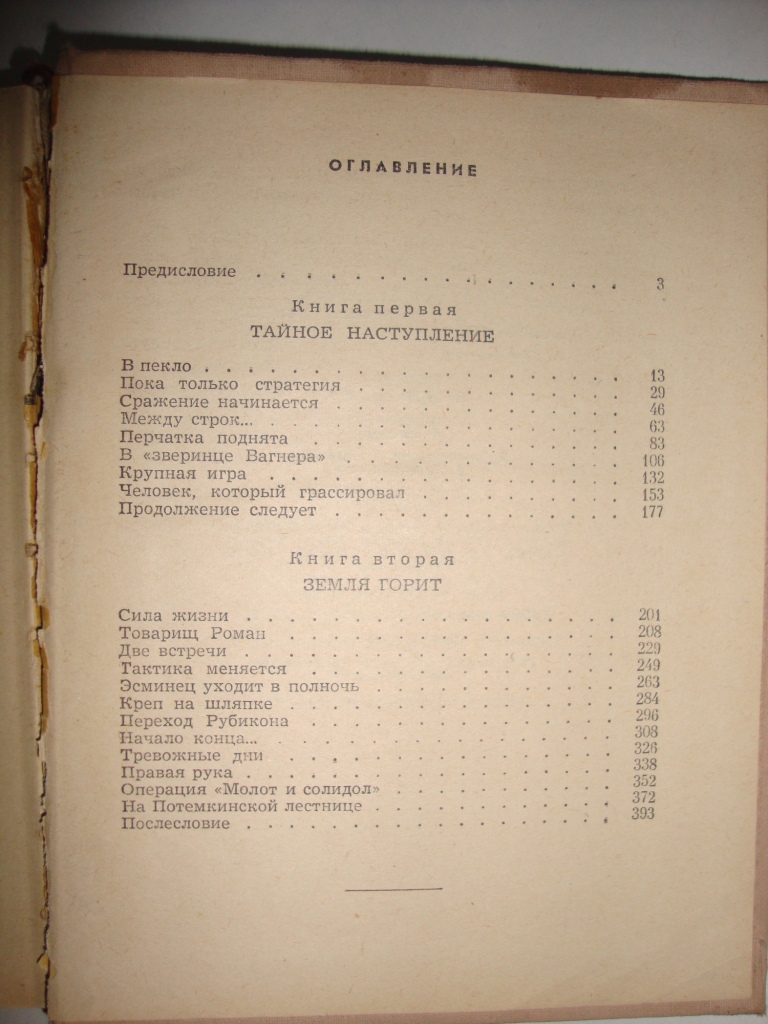 ОГЛАВЛЕНИЕ
Предисловие . . . . . . . . . . . . . . . . 3
Книга первая
ТАЙНОЕ НАСТУПЛЕНИЕ
В пекло . . . . . . . . . . . . . . . 13
Пока только стратегия . . . . . . . . . . 29
Сражение начинается . . . . . . . . . . 46
Между строк... . . . . . . . . . . . . . 63
Перчатка поднята . . . . . . . . . . . 83
В «зверинце Вагнера» . . . . . . . . . . 106
Крупная игра . . . . . . . . . . . . . 132
Человек, который грассировал . . . . . . . 153
Продолжение следует . . . . . . . . . . 177
Книга вторая
ЗЕМЛЯ ГОРИТ
Сила жизни . . . . . . . . . . . . . 201
Товарищ Роман . . . . . . . . . . . . 208
Две встречи . . . . . . . . . . . . . 229
Тактика меняется . . . . . . . . . . . 249
Эсминец уходит в полночь . . . . . . . . 263
Креп на шляпке . . . . . . . . . . . . 284
Переход Рубикона . . . . . . . . . . . 296
Начало конца... . . . . . . . . . . . . 308
Тревожные дни . . . . . . . . . . . . 326
Правая рука . . . . . . . . . . . . . 338
Операция «Молот и солидол» . . . . . . . . 352
На Потемкинской лестнице . . . . . . . . 372
Послесловие . . . . . . . . . . . . . 393